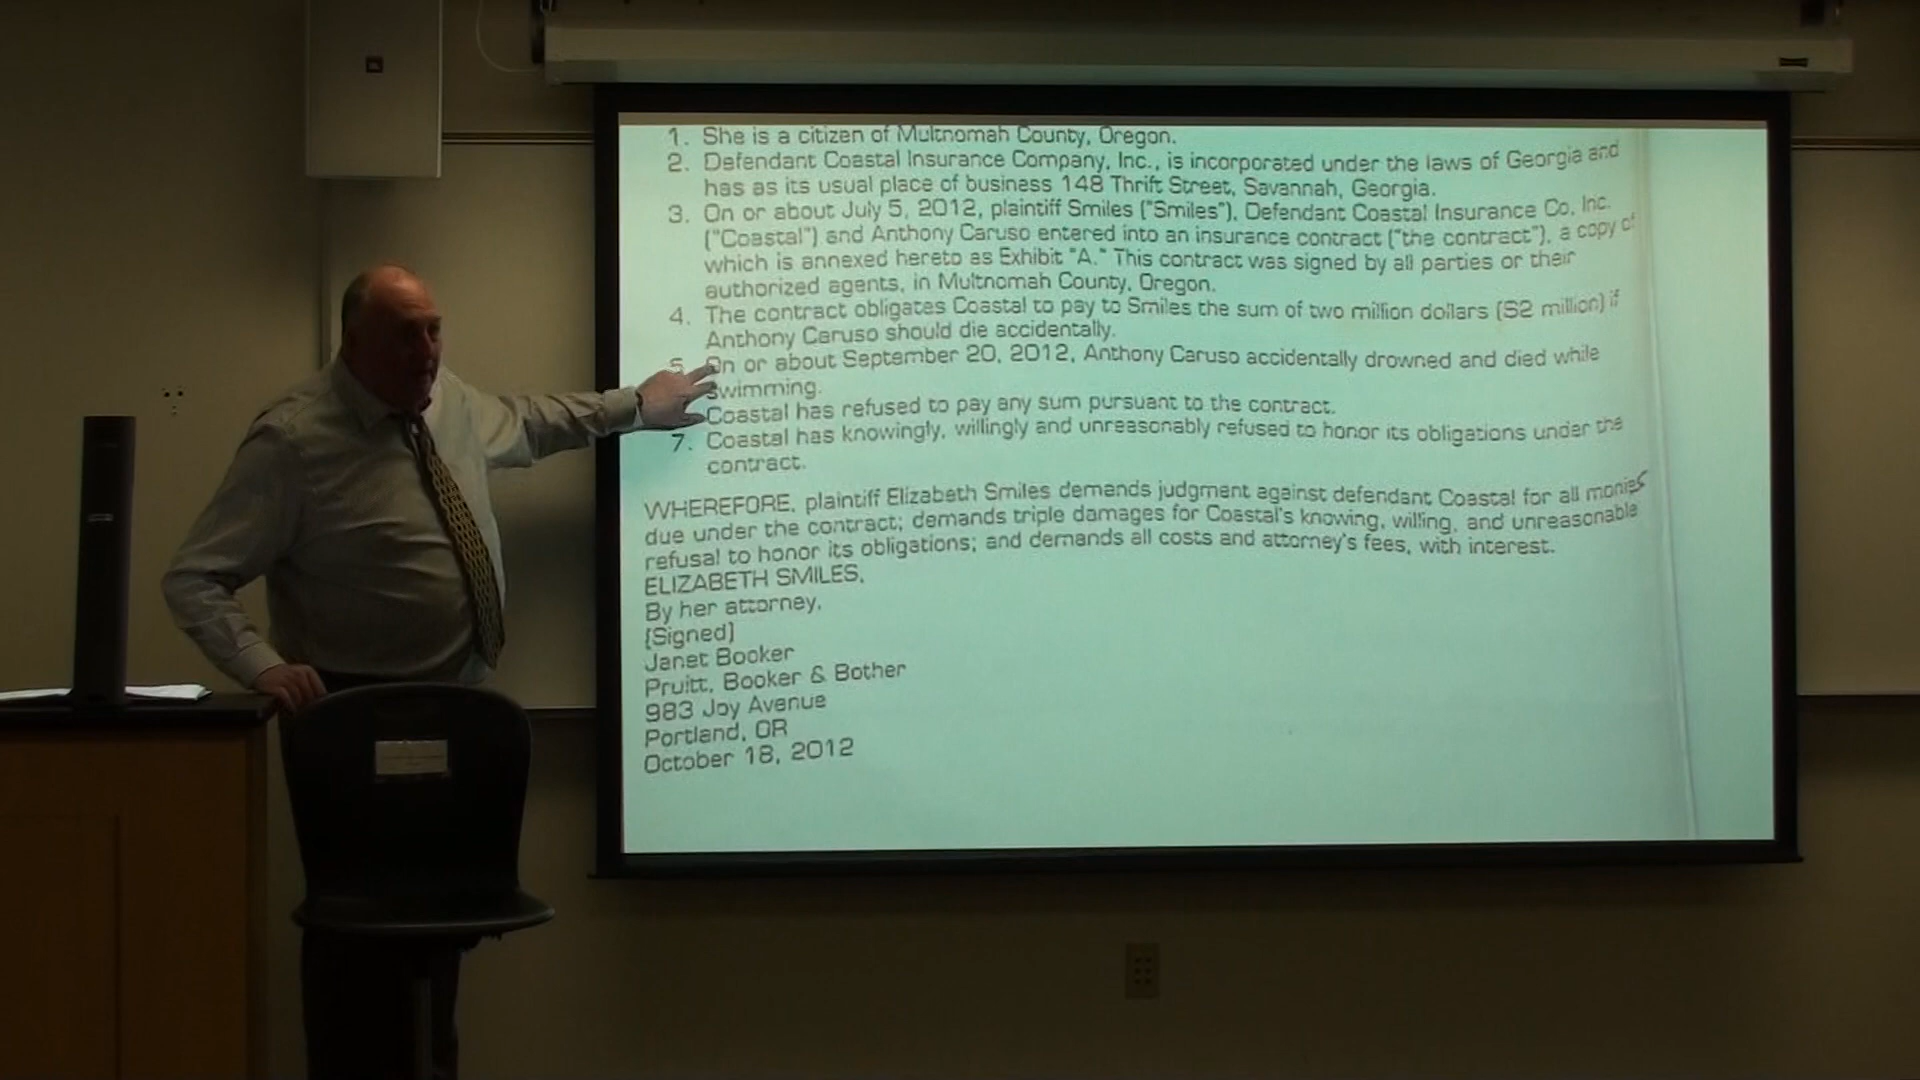 1. She is a citizen of Multnomah County, Oregon.
2. Defendant Coastal Insurance Company, Inc., is incorporated under the laws of Georgia and
has as its usual place of business 148 Thrift Street, Savannah, Georgia.
3. On or about July 5, 2012, plaintiff Smiles ("Smiles"), Defendant Coastal Insurance Co, Inc.
("Coastal") and Anthony Caruso entered into an insurance contract ("the contract"), a copy of
which is annexed hereto as Exhibit "A." This contract was signed by all parties or their
authorized agents, in Multnomah County, Oregon.
4. The contract obligates Coastal to pay to Smiles the sum of two million dollars ($2 million) if
Anthony Caruso should die accidentally.
5. On or about September 20, 2012, Anthony Caruso accidentally drowned and died while
swimming.
Coastal has refused to pay any sum pursuant to the contract.
7. Coastal has knowingly, willingly and unreasonably refused to honor its obligations under the
contract.
WHEREFORE, plaintiff Elizabeth Smiles demands judgment against defendant Coastal for all monies
due under the contract; demands triple damages for Coastal's knowing, willing, and unreasonable
refusal to honor its obligations; and demands all costs and attorney's fees, with interest.
ELIZABETH SMILES,
By her attorney,
[Signed]
Janet Booker
Pruitt, Booker & Bother
983 Joy Avenue
Portland, OR
October 18, 2012